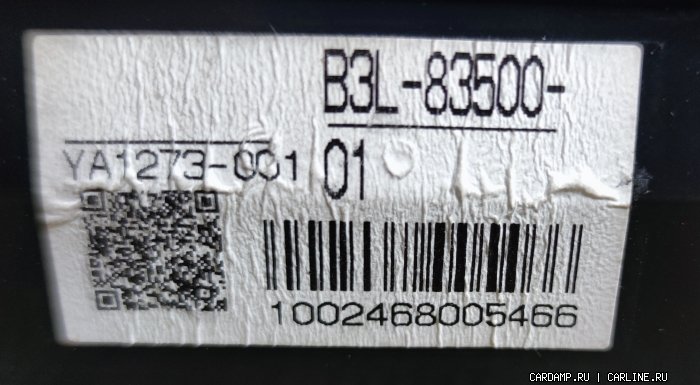 B3L-83500-
01
YA1273-001
1002468005466
CARDAMP.RU | CARLINE.RU